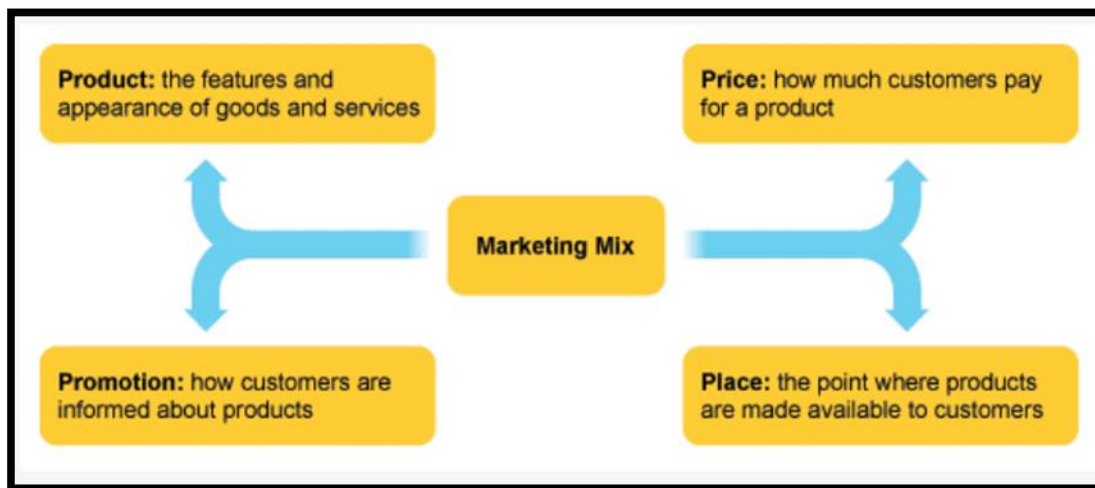 Product: the features and
appearance of goods and services
Price: how much customers pay
for a product
Marketing Mix
Promotion: how customers are
informed about products
Place: the point where products
are made available to customers